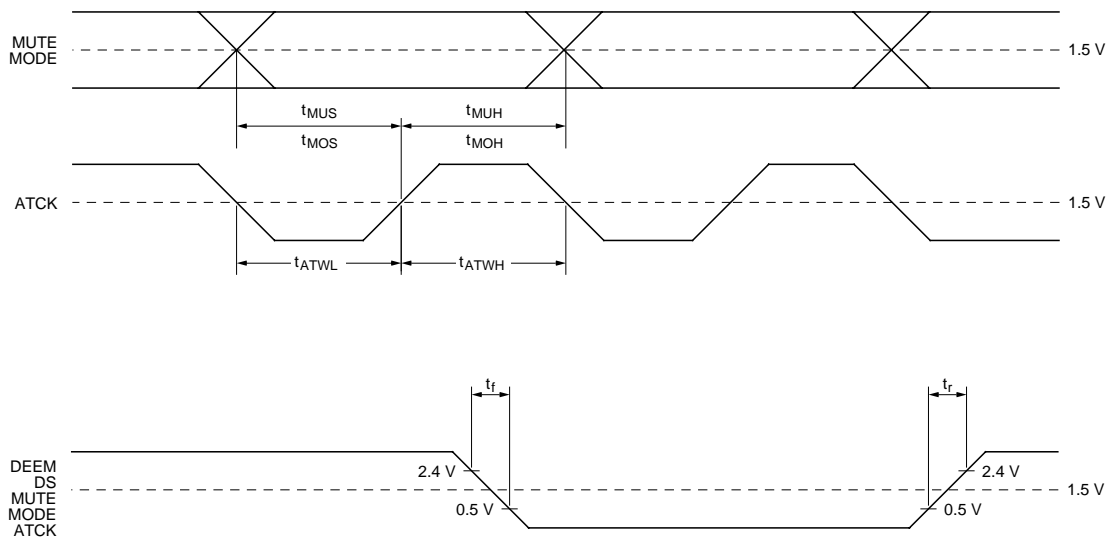 MUTE
MODE
1.5 V
tMUS
tMUH
tMOS
tMOH
ATCK
1.5 V
tATWL
tATWH
tf
tr
DEEM
DS
MUTE
MODE
ATCK
2.4 V
2.4 V
1.5 V
0.5 V
0.5 V